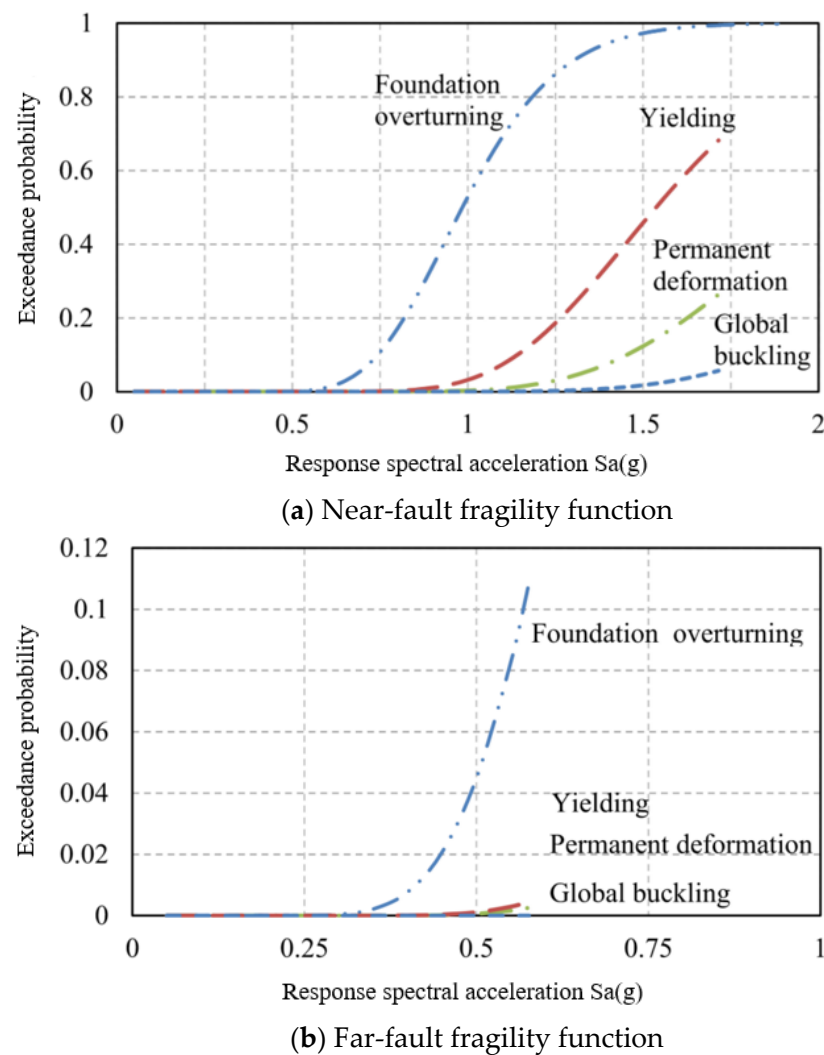 1
0.8
0.6
0.4
0.2
0
Exceedance probability
Foundation
overturning
Yielding
Permanent
deformation
Global
buckling
0
0.5
1
1.5
2
Response spectral acceleration Sa(g)
(a) Near-fault fragility function
0.12
0.1
0.08
0.06
0.04
0.02
0
Exceedance probability
Foundation overturning
Yielding
Permanent deformation
Global buckling
0
0.25
0.5
0.75
1
Response spectral acceleration Sa(g)
(b) Far-fault fragility function